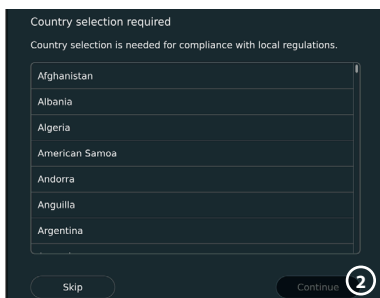 Country selection required
Country selection is needed for compliance with local regulations.
Afghanistan
Albania
Algeria
American Samoa
Andorra
Anguilla
Argentina
Skip
Continue
2